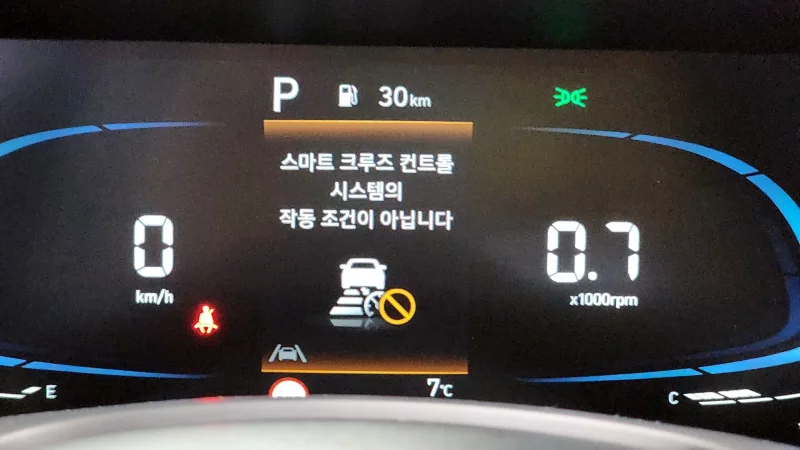 P 30km
스마트 크루즈 컨트롤
시스템의
작동 조건이 아닙니다
0
km/h
0.7
x1000rpm
E
7℃
C